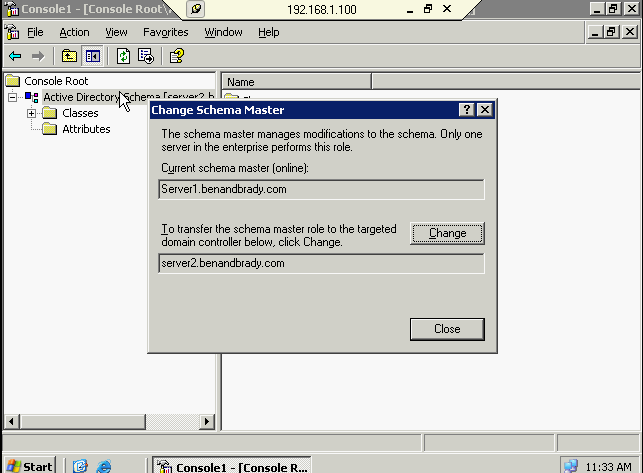 Console1 - [Console Root\
192.168.1.100
File Action View Favorites Window Help
Console Root
Active Directory Schema [server2.b
Classes
Attributes
Name
Change Schema Master
The schema master manages modifications to the schema. Only one
server in the enterprise performs this role.
Current schema master (online):
Server1.benandbrady.com
To transfer the schema master role to the targeted
domain controller below, click Change.
Change
server2.benandbrady.com
Close
Start
Console1 - [Console R...
11:33 AM